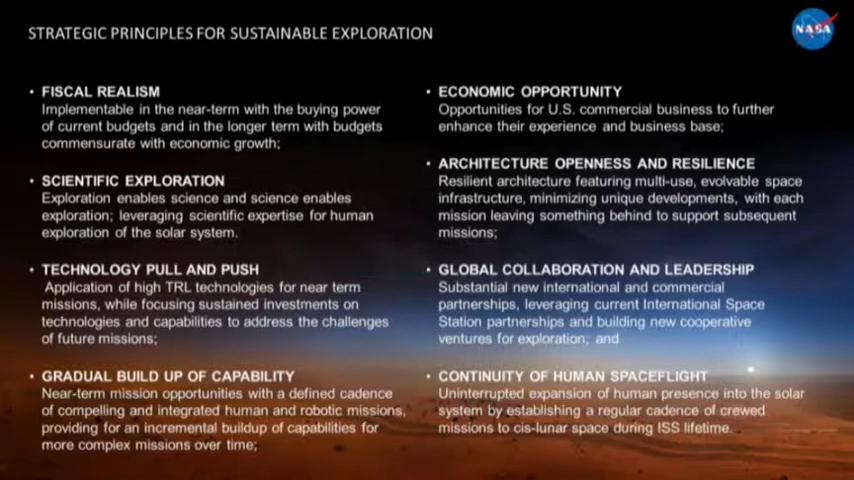 STRATEGIC PRINCIPLES FOR SUSTAINABLE EXPLORATION
NASA
• FISCAL REALISM
Implementable in the near-term with the buying power
of current budgets and in the longer term with budgets
commensurate with economic growth;
• SCIENTIFIC EXPLORATION
Exploration enables science and science enables
exploration; leveraging scientific expertise for human
exploration of the solar system.
• TECHNOLOGY PULL AND PUSH
Application of high TRL technologies for near term
missions, while focusing sustained investments on
technologies and capabilities to address the challenges
of future missions;
• GRADUAL BUILD UP OF CAPABILITY
Near-term mission opportunities with a defined cadence
of compelling and integrated human and robotic missions,
providing for an incremental buildup of capabilities for
more complex missions over time;
• ECONOMIC OPPORTUNITY
Opportunities for U.S. commercial business to further
enhance their experience and business base;
• ARCHITECTURE OPENNESS AND RESILIENCE
Resilient architecture featuring multi-use, evolvable space
infrastructure, minimizing unique developments, with each
mission leaving something behind to support subsequent
missions;
• GLOBAL COLLABORATION AND LEADERSHIP
Substantial new international and commercial
partnerships, leveraging current International Space
Station partnerships and building new cooperative
ventures for exploration; and
• CONTINUITY OF HUMAN SPACEFLIGHT
Uninterrupted expansion of human presence into the solar
system by establishing a regular cadence of crewed
missions to cis-lunar space during ISS lifetime.